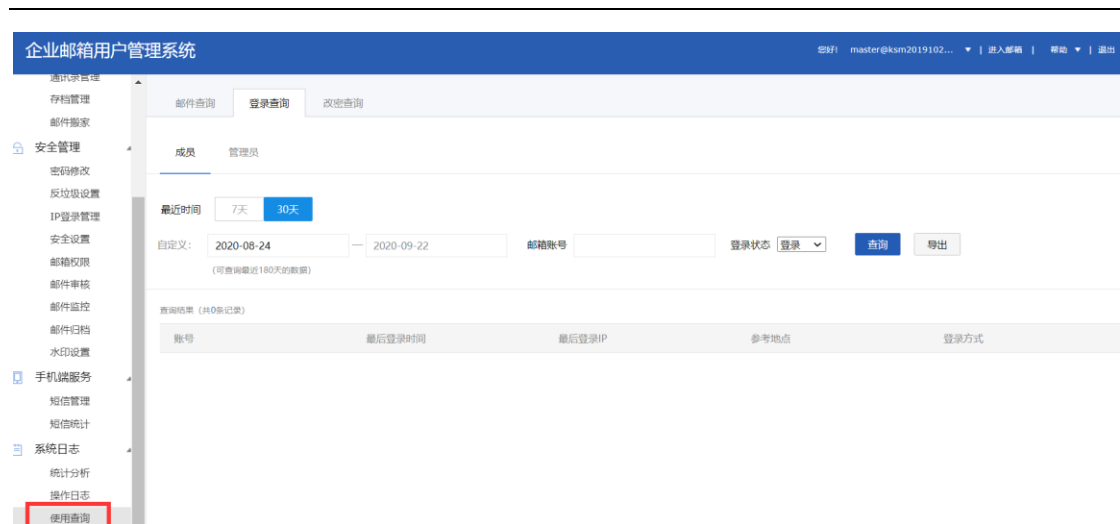 企业邮箱用户管理系统
您好! master@ksm2019102... ▼ | 进入邮箱 | 帮助 ▼ | 退出
通讯录管理
存档管理
邮件搬家
安全管理
密码修改
反垃圾设置
IP登录管理
安全设置
邮箱权限
邮件审核
邮件监控
邮件归档
水印设置
手机端服务
短信管理
短信统计
系统日志
统计分析
操作日志
使用查询
邮件查询 登录查询 改密查询
成员 管理员
最近时间 7天 30天
自定义: 2020-08-24 — 2020-09-22 邮箱账号 登录状态 登录 查询 导出
(可查询最近180天的数据)
查询结果 (共0条记录)
账号 最后登录时间 最后登录IP 参考地点 登录方式